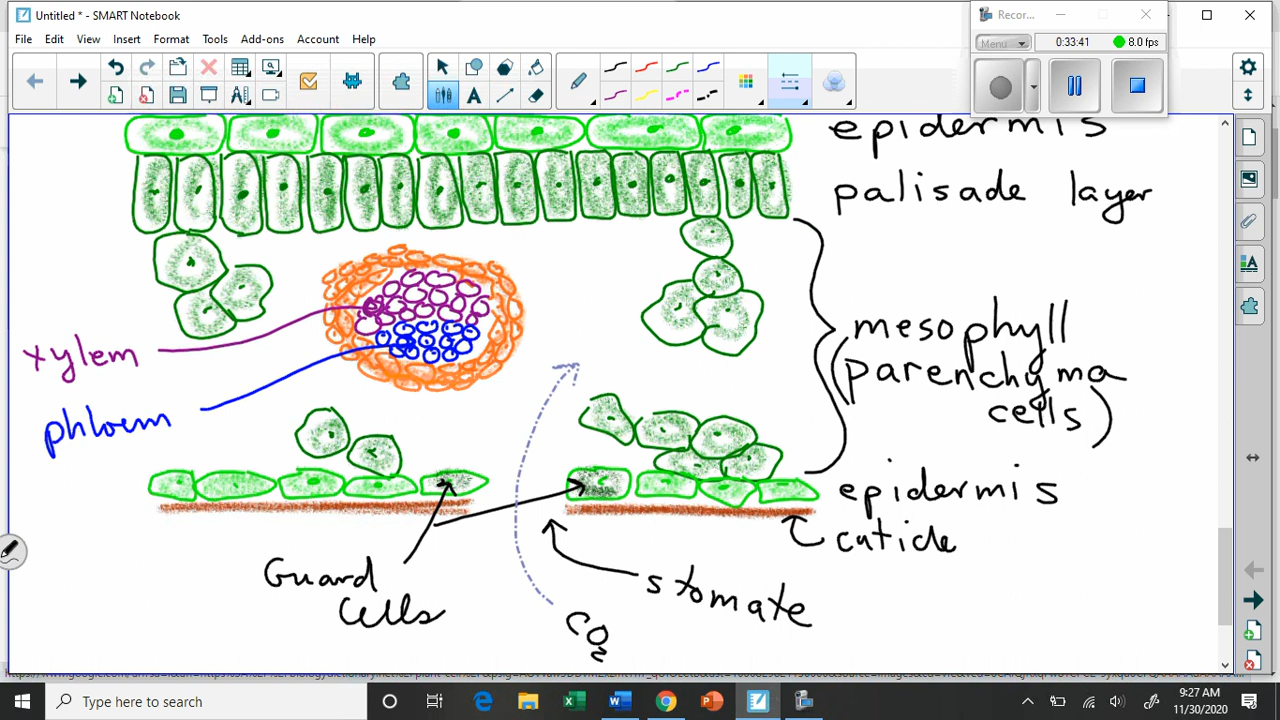 Untitled * - SMART Notebook
Recor...
File Edit View Insert Format Tools Add-ons Account Help
Menu
0:33:41
8.0 fps
epidermis
palisade layer
xylem
phloem
mesophyll
(parenchyma
cells)
epidermis
cuticle
Guard
Cells
stomate
CO2
Type here to search
9:27 AM
11/30/2020